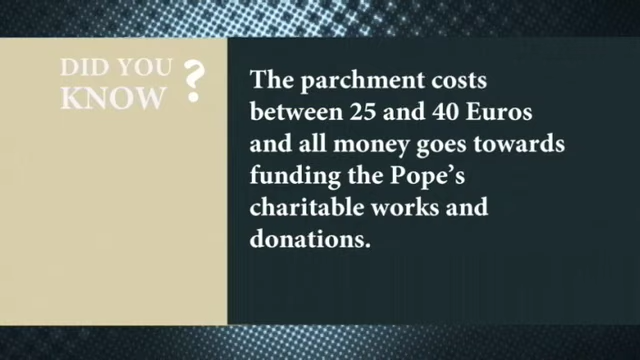 DID YOU
KNOW ?
The parchment costs
between 25 and 40 Euros
and all money goes towards
funding the Pope's
charitable works and
donations.